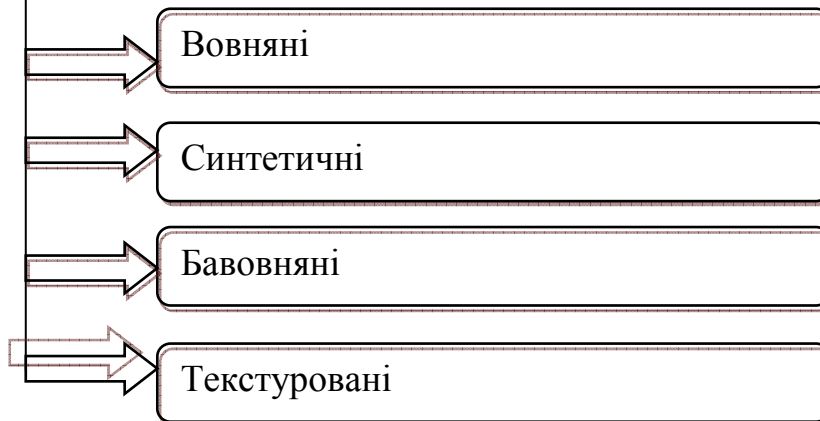 Вовняні
Синтетичні
Бавовняні
Текстуровані